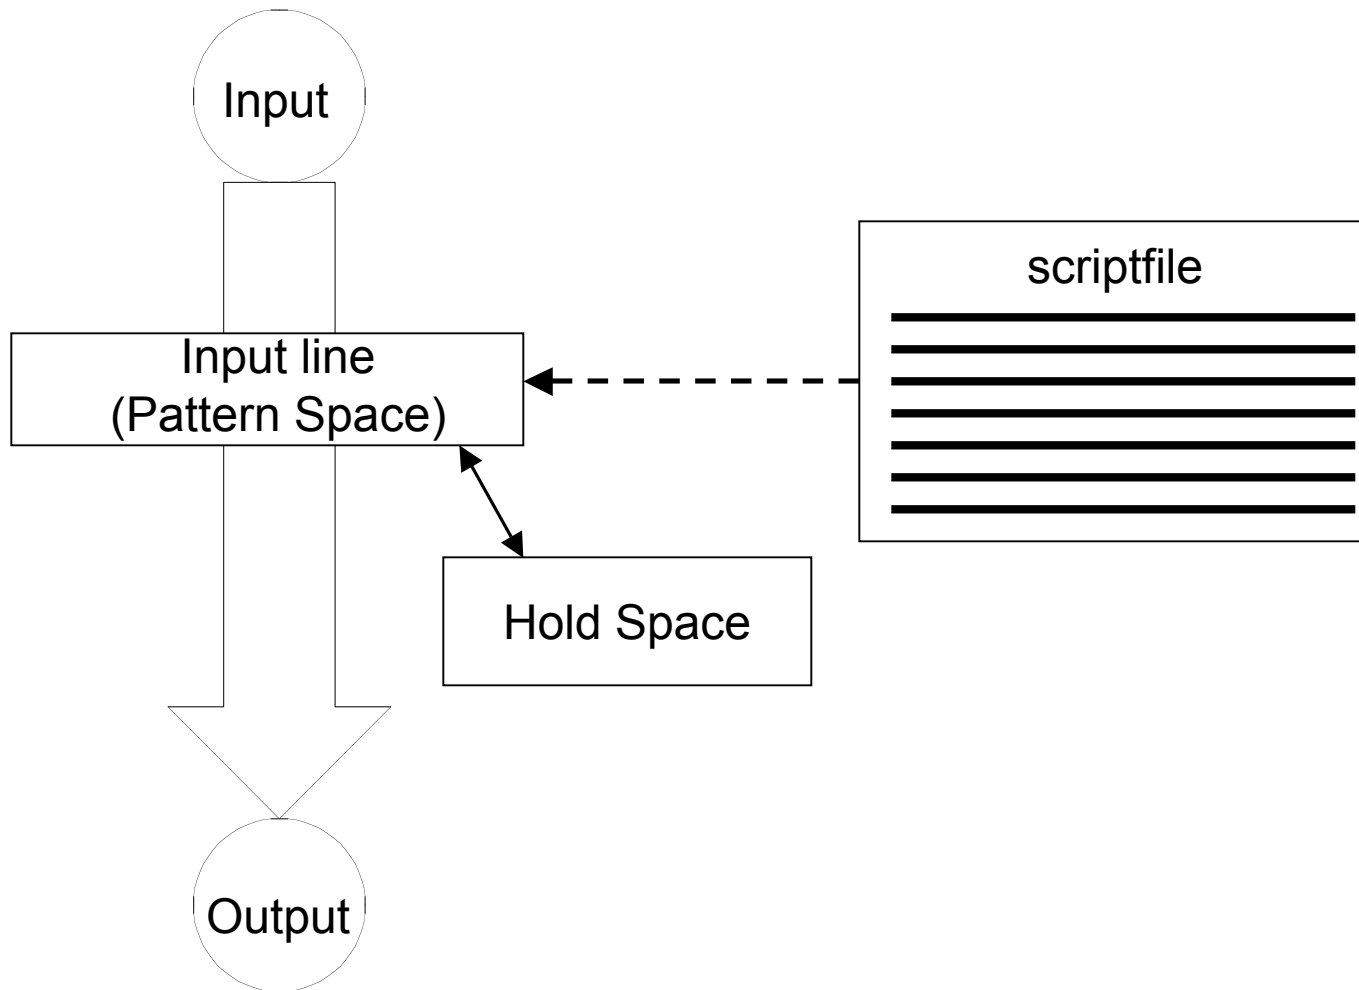 Input
scriptfile
Input line
(Pattern Space)
Hold Space
Output